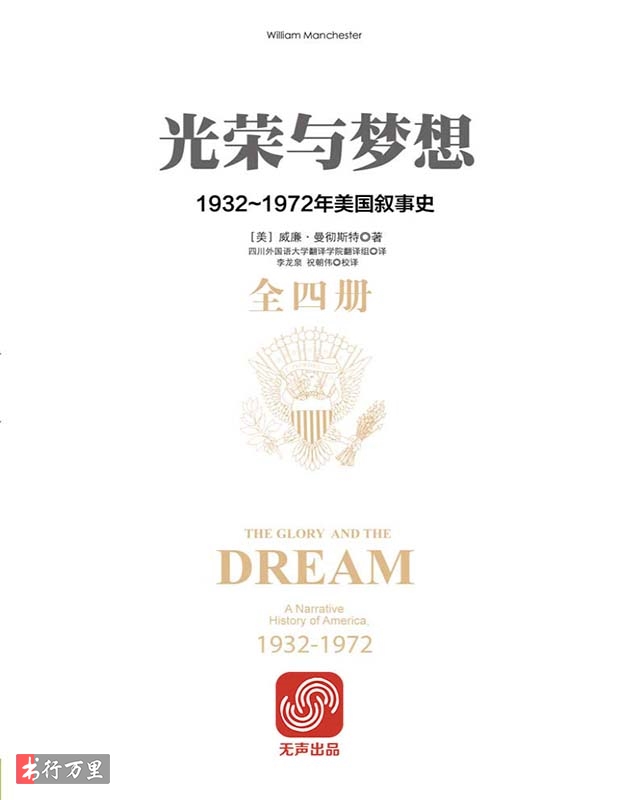 William Manchester
光荣与梦想
1932~1972年美国叙事史
[美] 威廉·曼彻斯特◎著
四川外国语大学翻译学院翻译组◎译
李龙泉 祝朝伟◎校译
全四册
THE GLORY AND THE
DREAM
A Narrative
History of America,
1932-1972
无声出品
书行万里